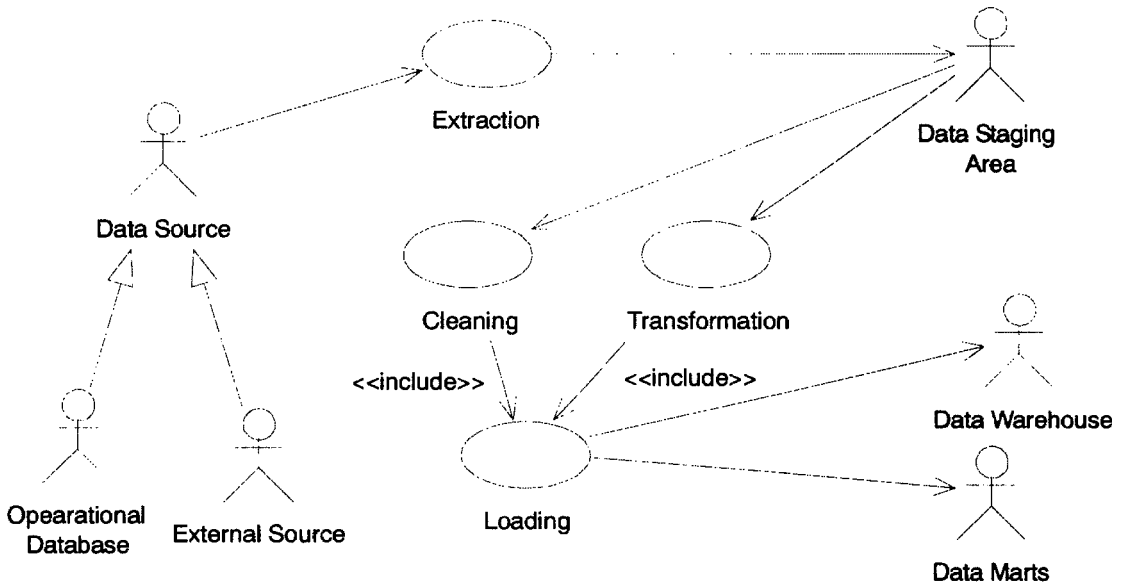 Extraction
Data Staging
Area
Data Source
Cleaning
Transformation
<<include>>
<<include>>
Data Warehouse
Opearational
Database
External Source
Loading
Data Marts